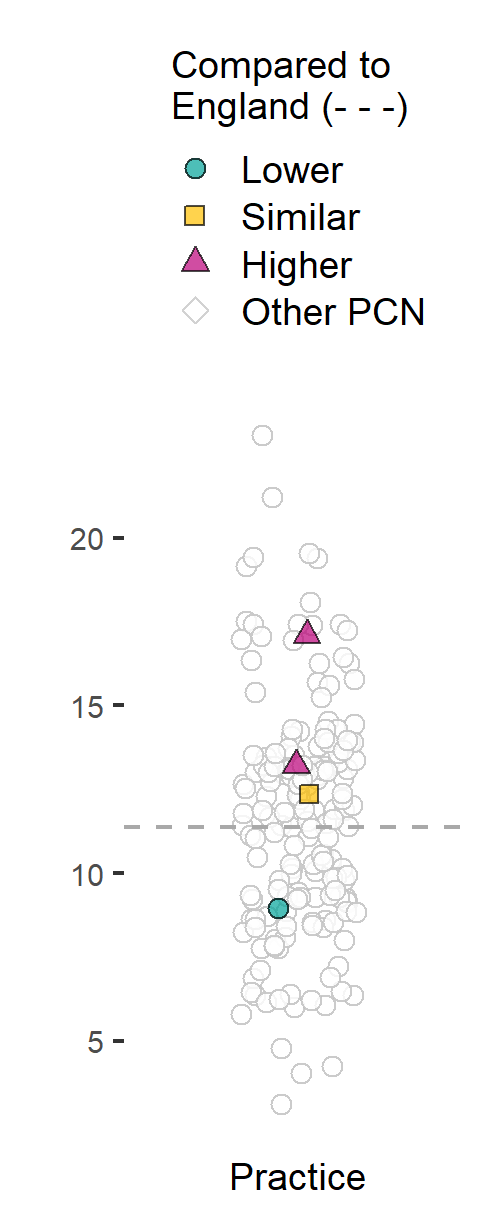 Compared to
England (- - -)
Lower
Similar
Higher
Other PCN
20
15
10
5
Practice